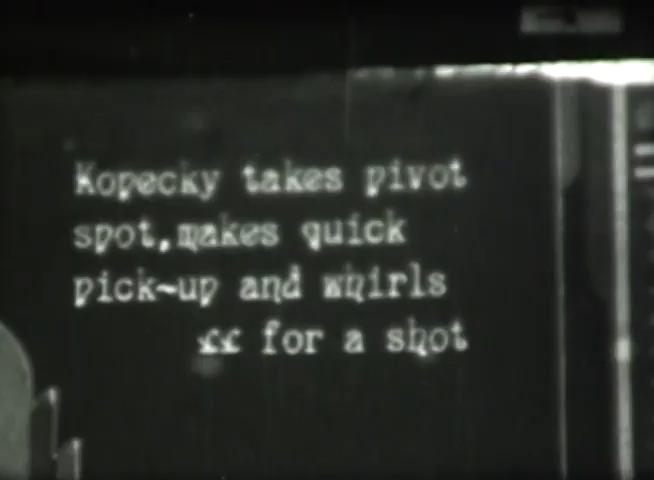 Kopecky takes pivot
spot,makes quick
pick-up and whirls
for a shot